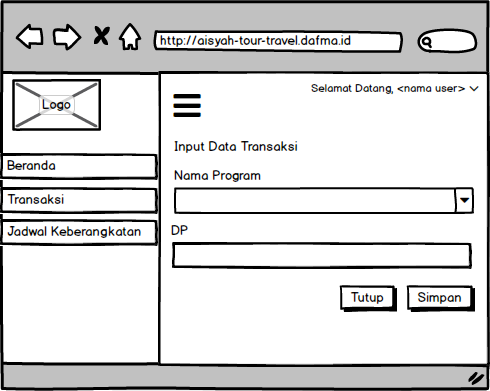 http://aisyah-tour-travel.dafma.id
Selamat Datang, <nama user>
Logo
Input Data Transaksi
Beranda
Nama Program
Transaksi
Jadwal Keberangkatan
DP
Tutup
Simpan